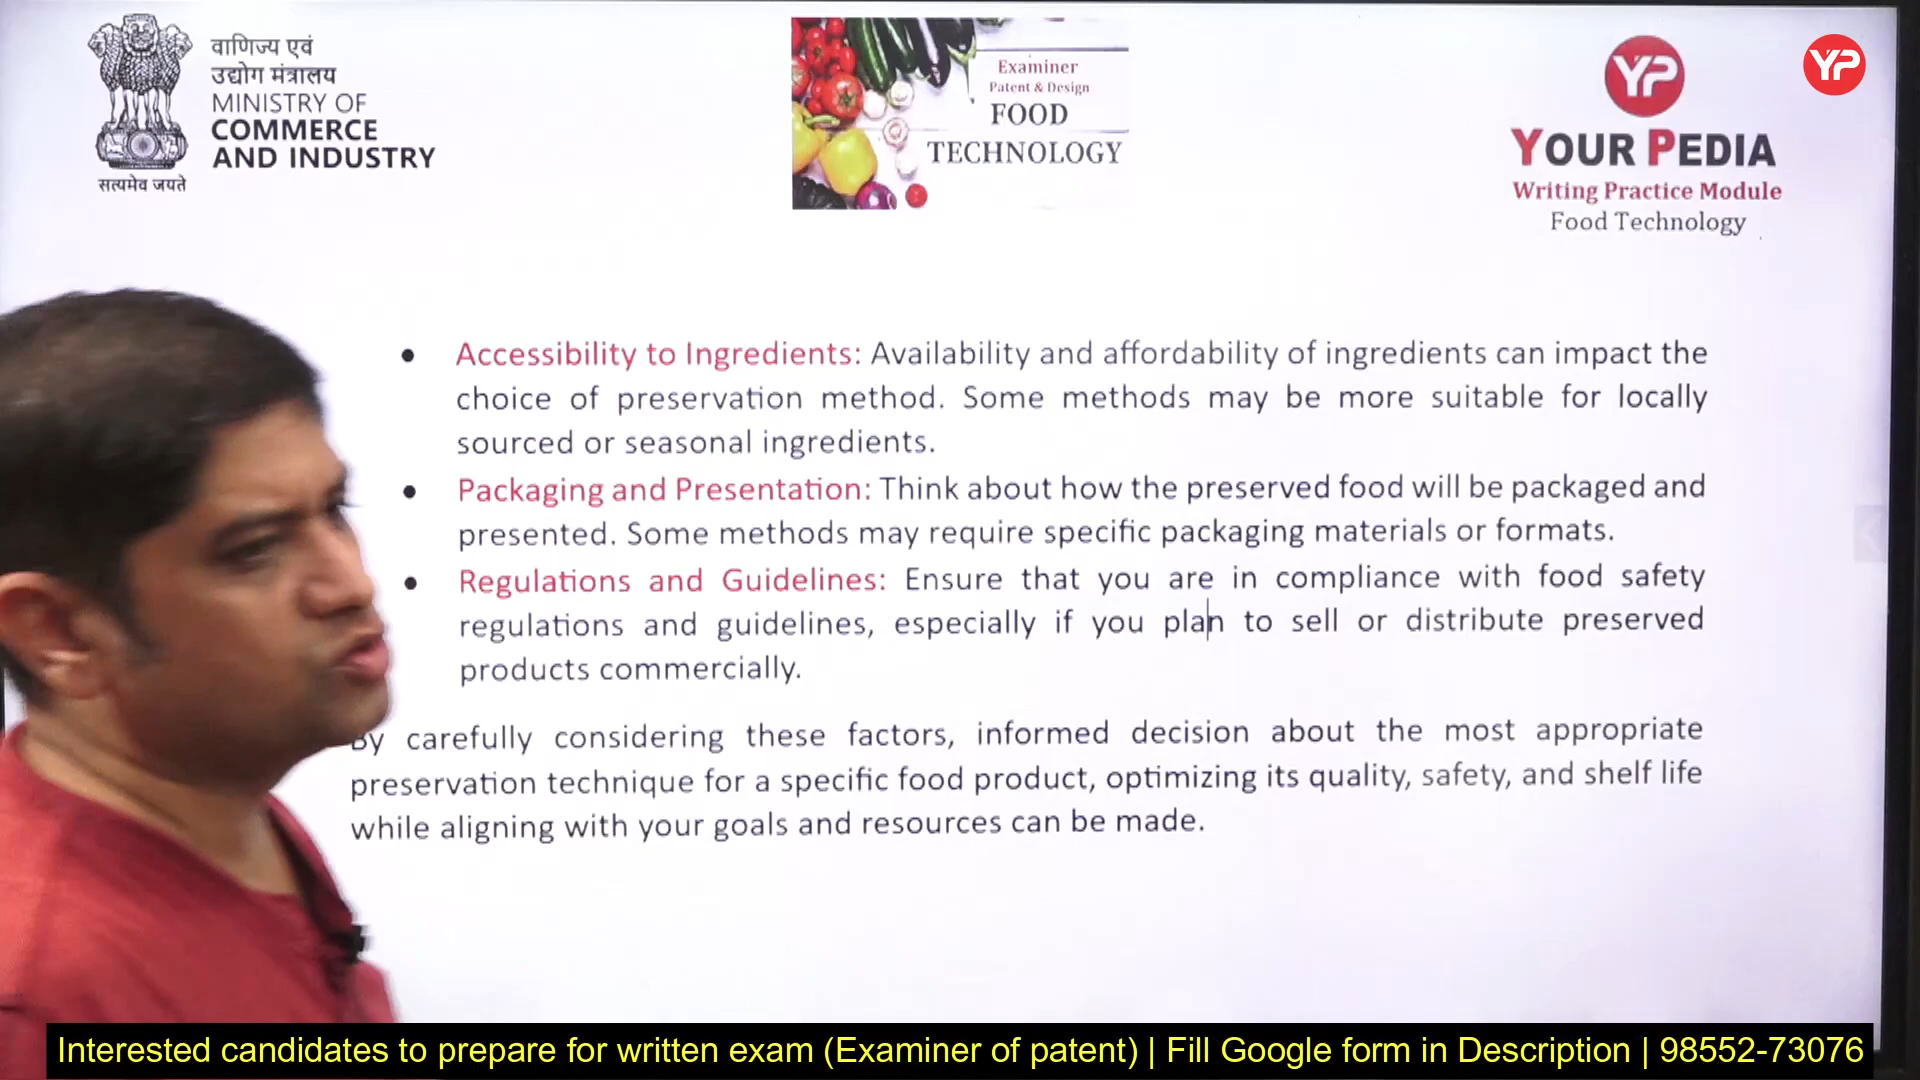 वाणिज्य एवं
उद्योग मंत्रालय
MINISTRY OF
COMMERCE
AND INDUSTRY
सत्यमेव जयते
Examiner
Patent & Design
FOOD
TECHNOLOGY
YP
YOUR PEDIA
Writing Practice Module
Food Technology
YP
• Accessibility to Ingredients: Availability and affordability of ingredients can impact the
choice of preservation method. Some methods may be more suitable for locally
sourced or seasonal ingredients.
• Packaging and Presentation: Think about how the preserved food will be packaged and
presented. Some methods may require specific packaging materials or formats.
• Regulations and Guidelines: Ensure that you are in compliance with food safety
regulations and guidelines, especially if you plan to sell or distribute preserved
products commercially.
By carefully considering these factors, informed decision about the most appropriate
preservation technique for a specific food product, optimizing its quality, safety, and shelf life
while aligning with your goals and resources can be made.
Interested candidates to prepare for written exam (Examiner of patent) | Fill Google form in Description | 98552-73076